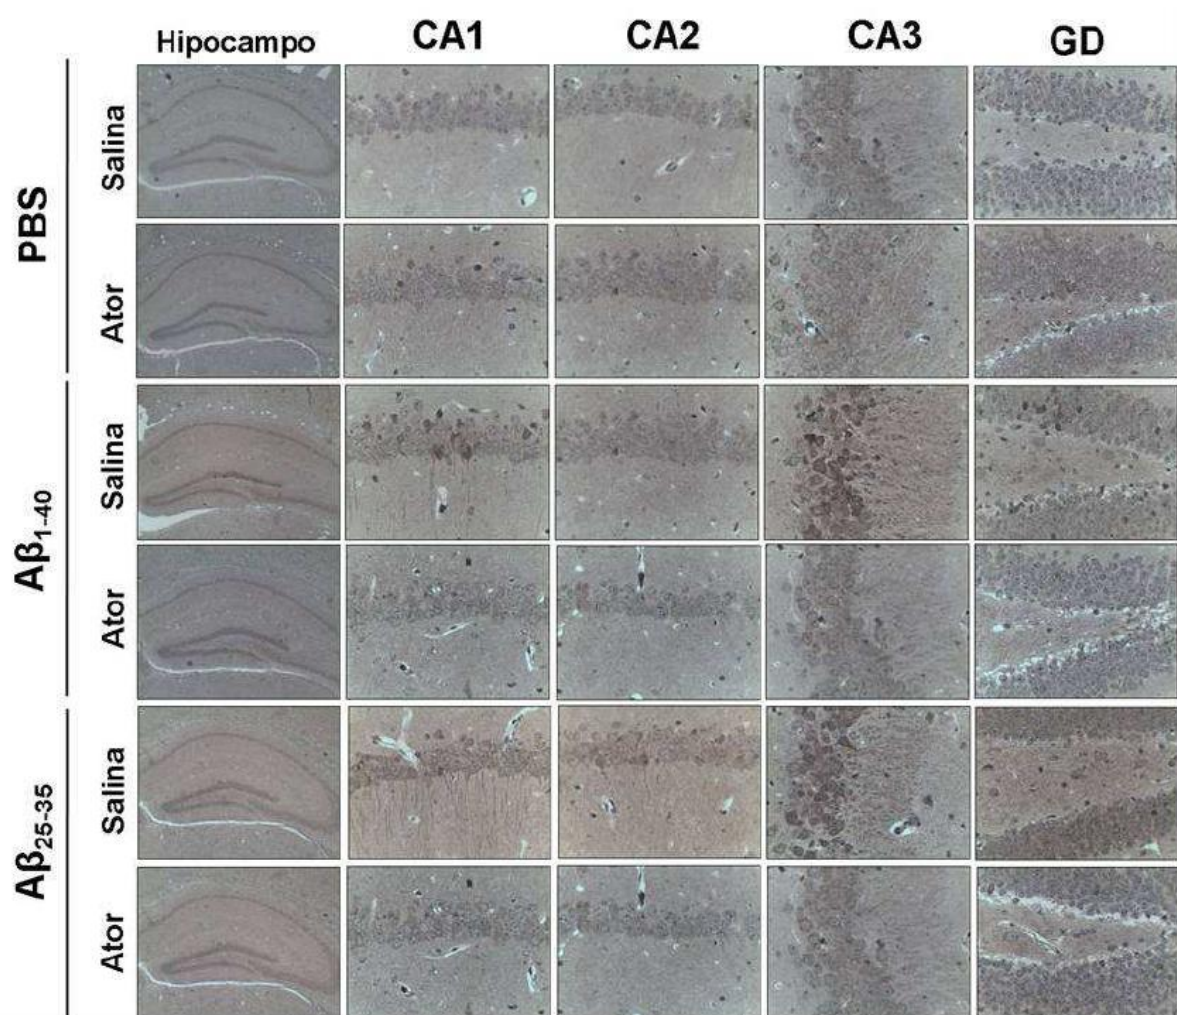 Hipocampo CA1 CA2 CA3 GD
PBS
Salina
Ator
Aβ1-40
Salina
Ator
Aβ25-35
Salina
Ator